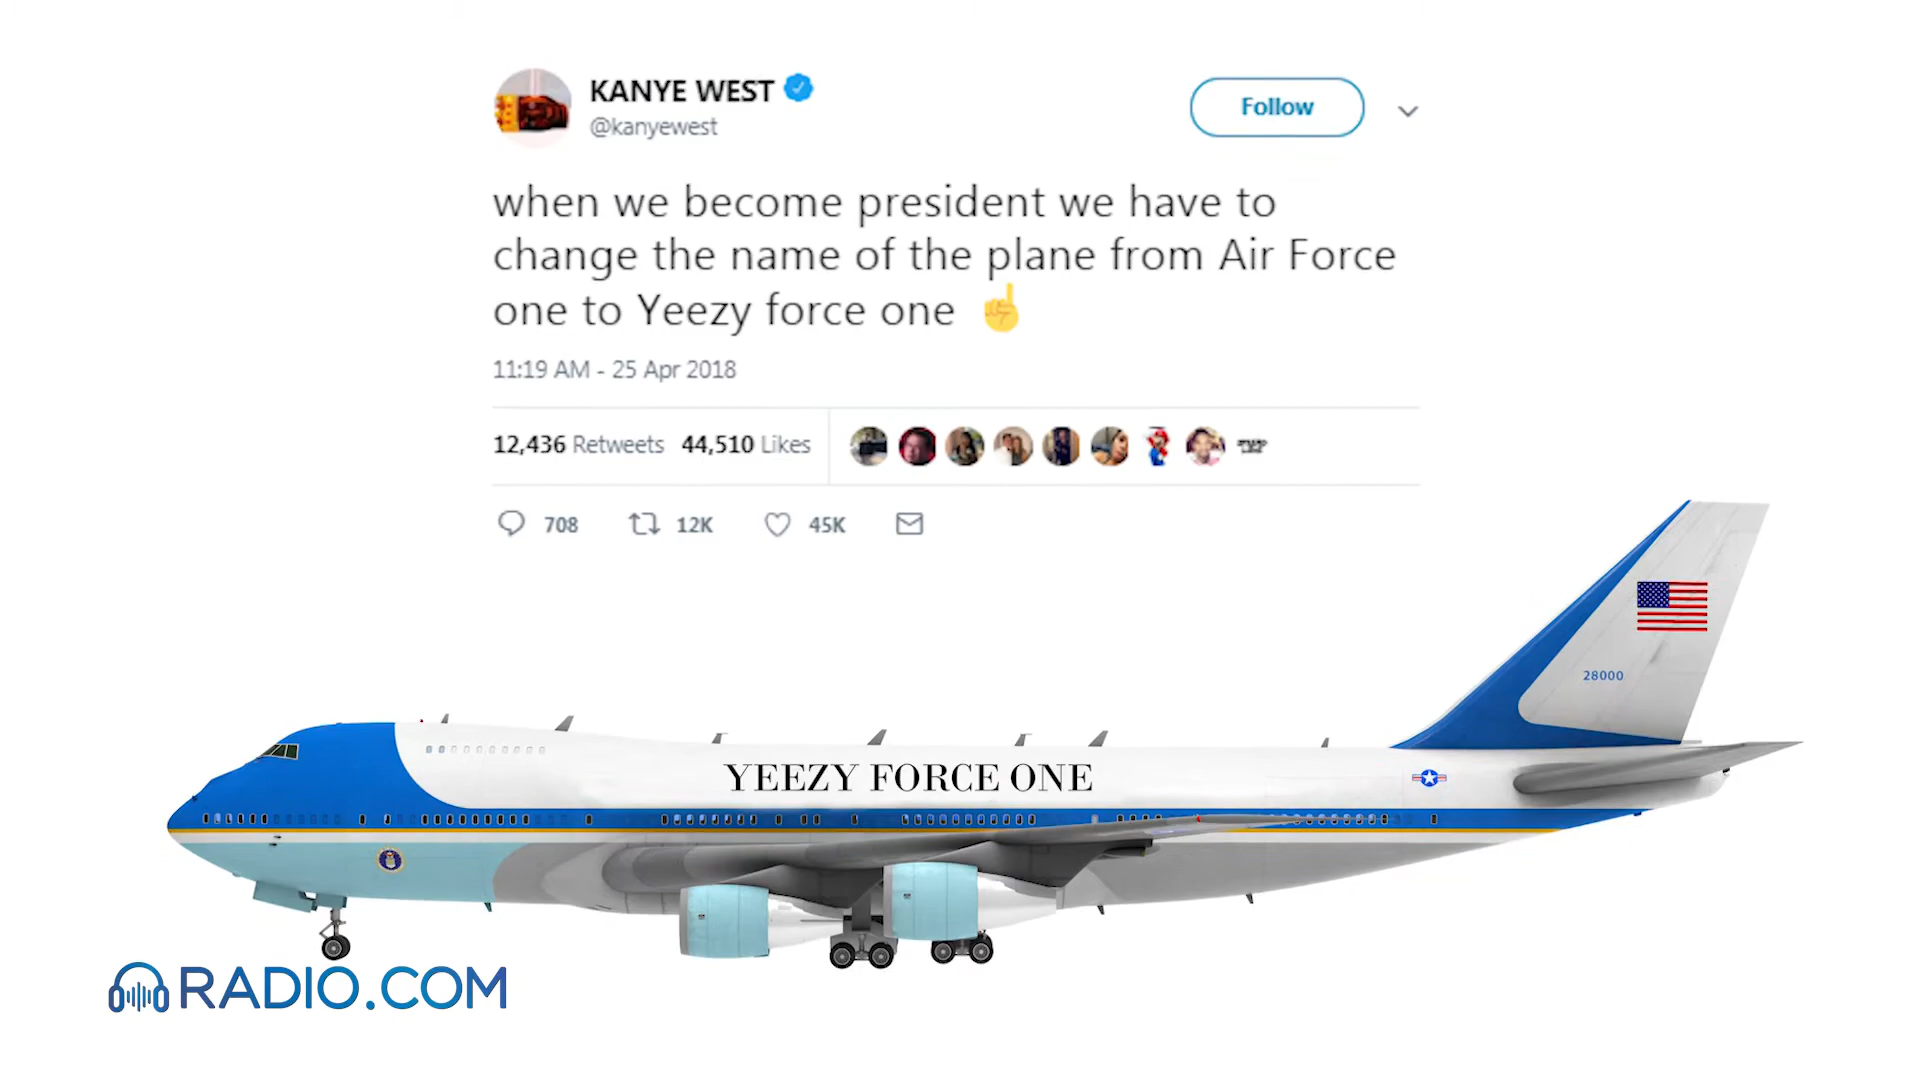 KANYE WEST
@kanyewest
Follow
when we become president we have to
change the name of the plane from Air Force
one to Yeezy force one ☝
11:19 AM - 25 Apr 2018
12,436 Retweets 44,510 Likes
708 12K 45K
28000
YEEZY FORCE ONE
RADIO.COM